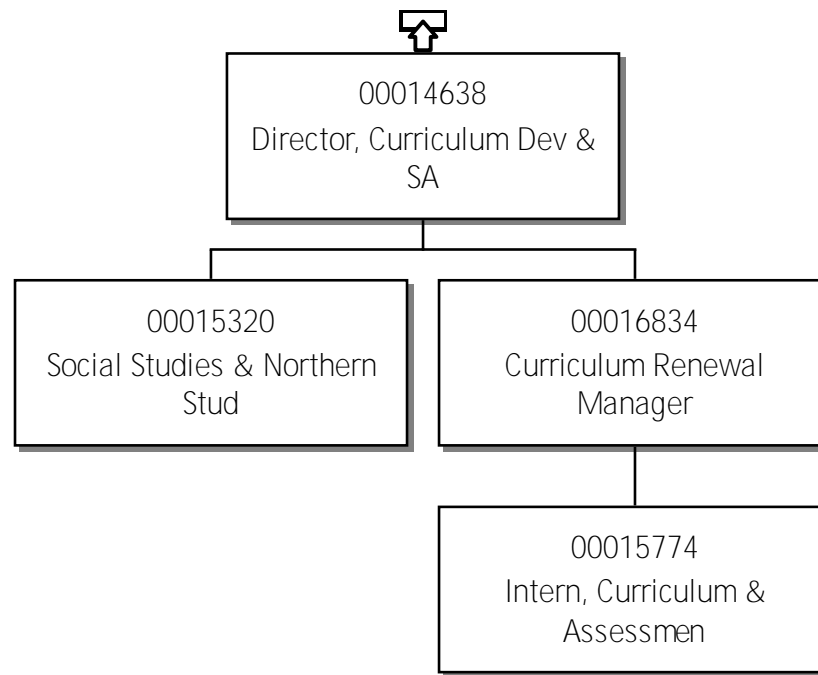 00014638
Director, Curriculum Dev &
SA
00015320
Social Studies & Northern
Stud
00016834
Curriculum Renewal
Manager
00015774
Intern, Curriculum &
Assessmen